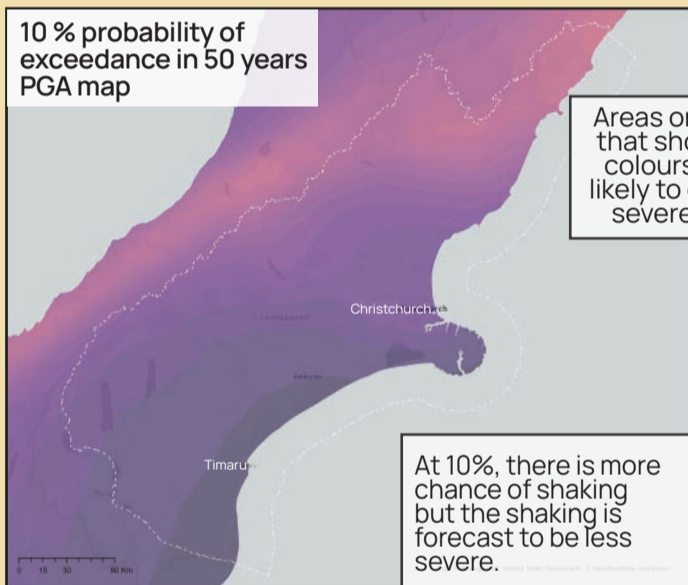 10 % probability of
exceedance in 50 years
PGA map
Areas
that
colours
likely to
severe
Christchurch
Timaru
At 10%, there is more
chance of shaking
but the shaking is
forecast to be less
severe.
0 15 30 60 Km